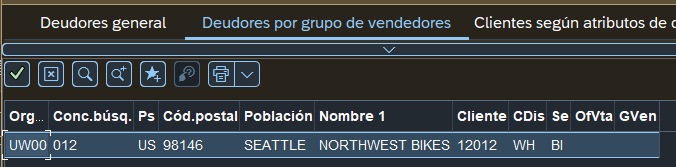 Deudores general Deudores por grupo de vendedores Clientes según atributos de
Org... Conc.búsq. Ps Cód.postal Población Nombre 1 Cliente CDis Se OfVta GVen
UW00 012 US 98146 SEATTLE NORTHWEST BIKES 12012 WH BI